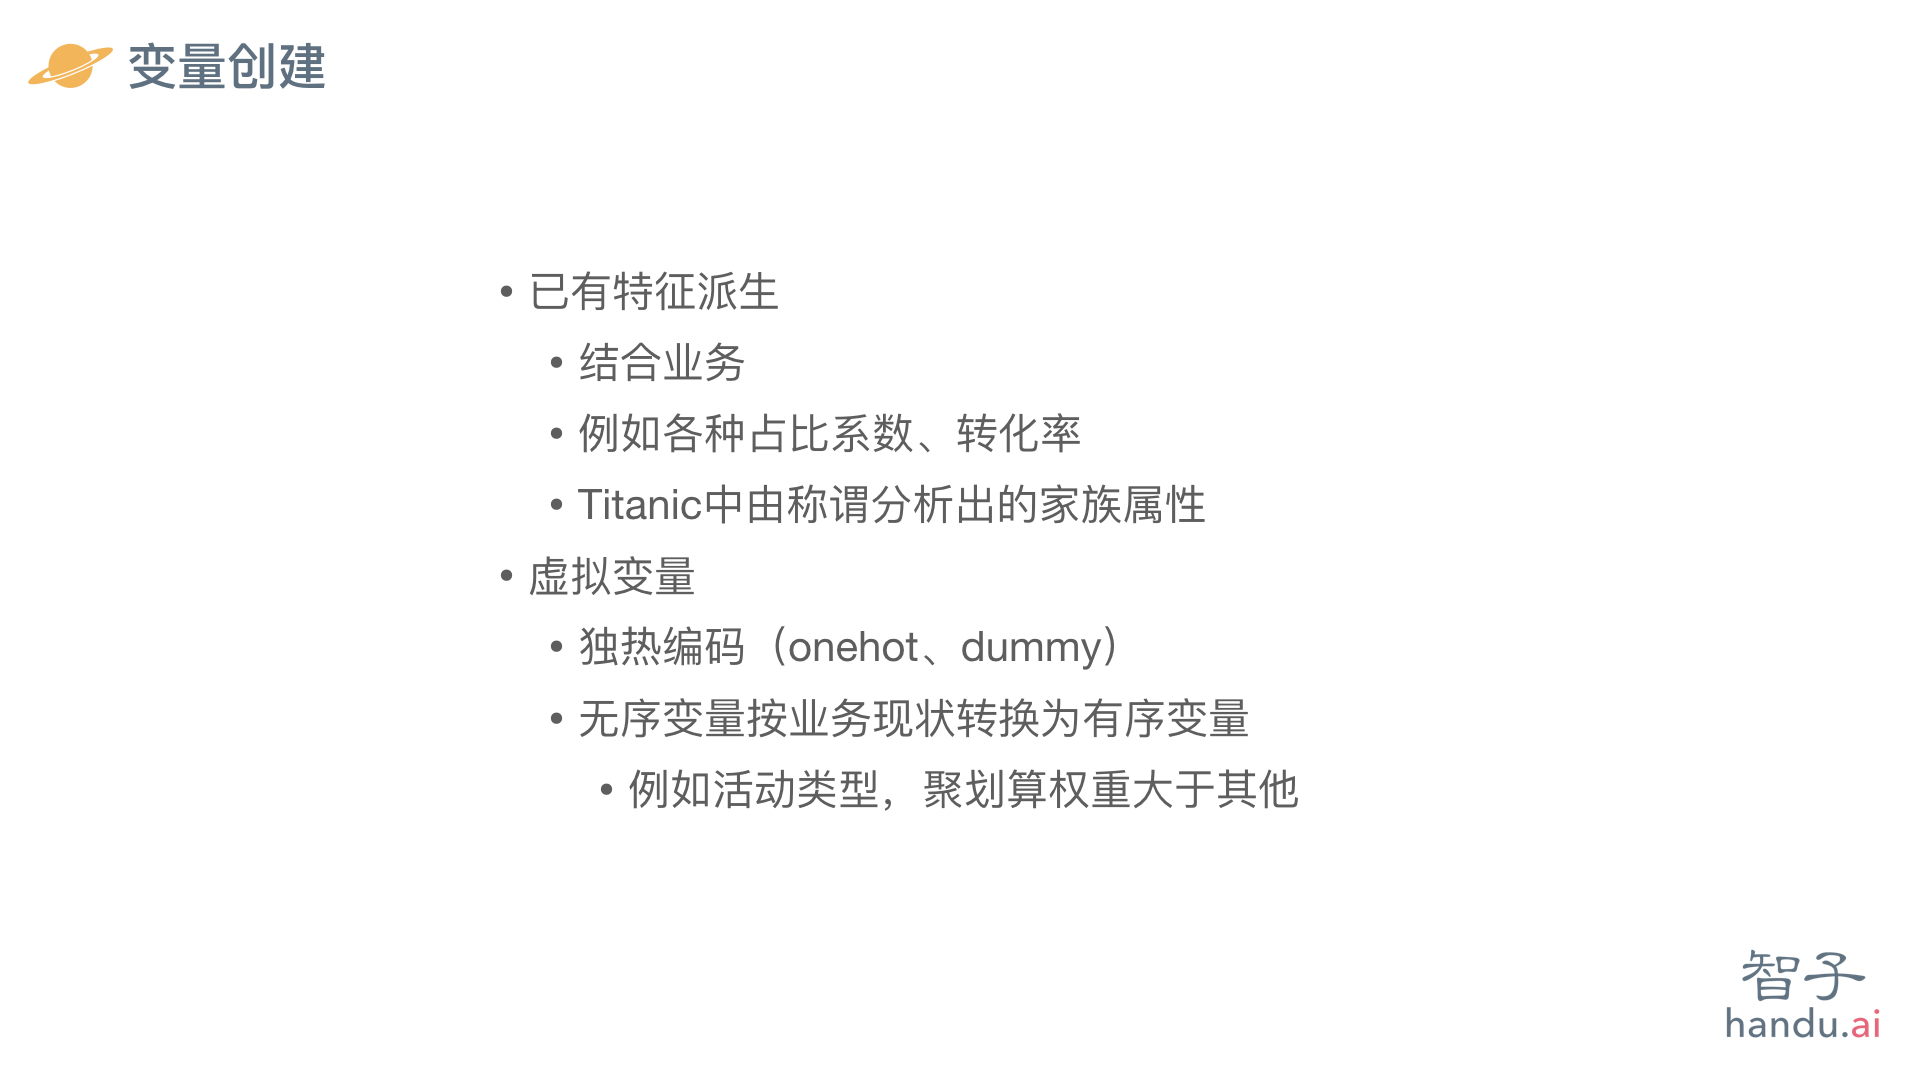 变量创建
• 已有特征派生
• 结合业务
• 例如各种占比系数、转化率
• Titanic中由称谓分析出的家族属性
• 虚拟变量
• 独热编码（onehot、dummy）
• 无序变量按业务现状转换为有序变量
• 例如活动类型，聚划算权重大于其他
智子
handu.ai